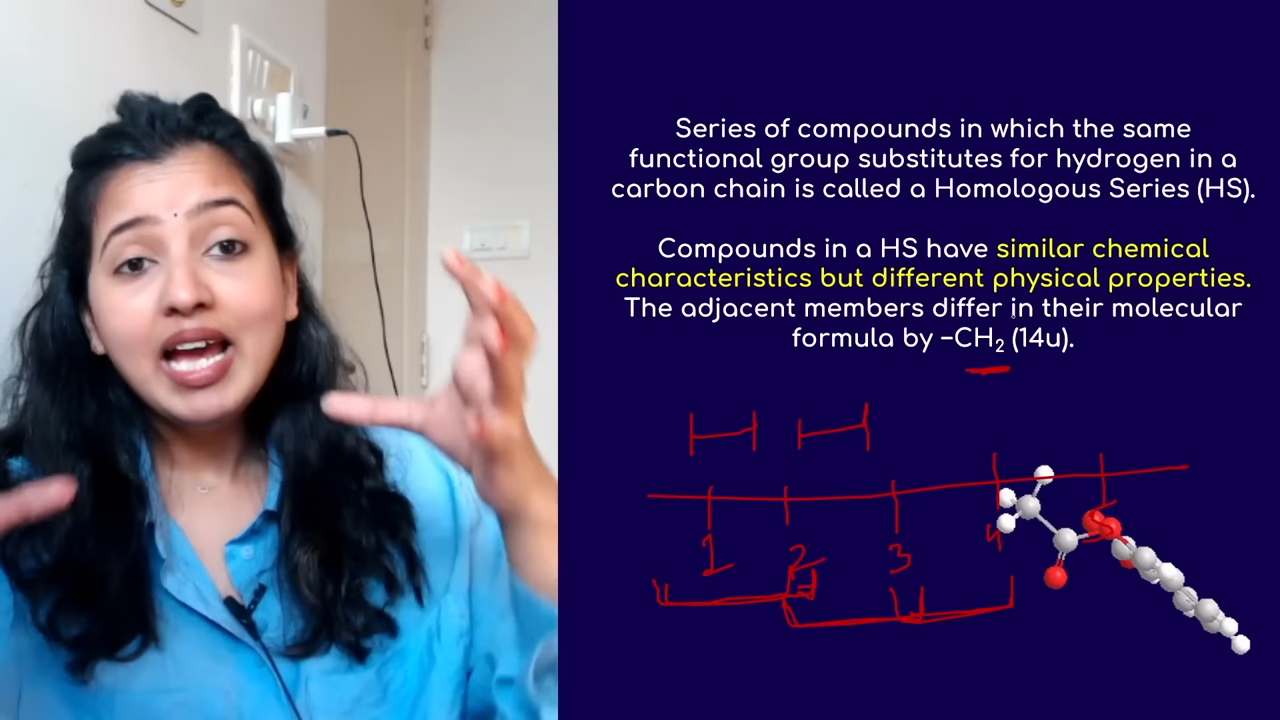 Series of compounds in which the same
functional group substitutes for hydrogen in a
carbon chain is called a Homologous Series (HS).
Compounds in a HS have similar chemical
characteristics but different physical properties.
The adjacent members differ in their molecular
formula by –CH₂ (14u).
1 2 3 4 5